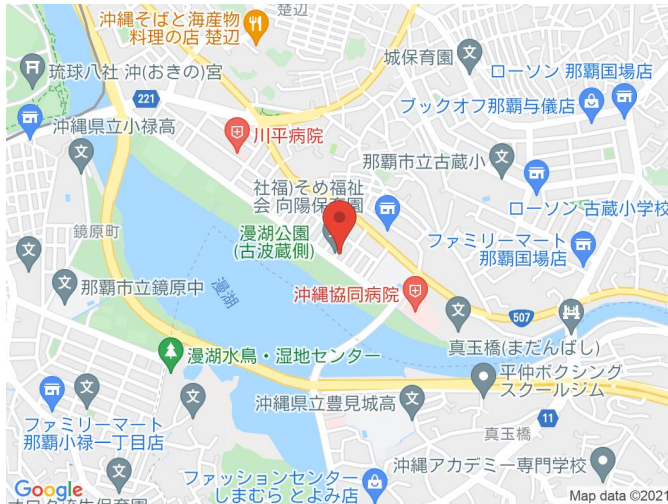 沖縄そばと海産物
料理の店 楚辺
楚辺
琉球八社 沖(おきの)宮
221
城保育園
ローソン 那覇国場店
ブックオフ那覇与儀店
沖縄県立小禄高
川平病院
那覇市立古蔵小
社福)そめ福祉
会 向陽保育園
ローソン 古蔵小学校
鏡原町
漫湖公園
(古波蔵側)
ファミリーマート
那覇国場店
那覇市立鏡原中
漫湖
沖縄協同病院
507
真玉橋(まだんばし)
漫湖水鳥・湿地センター
平仲ボクシング
スクールジム
沖縄県立豊見城高
ファミリーマート
那覇小禄一丁目店
11
真玉橋
沖縄アカデミー専門学校
ファッションセンター
しまむら とよみ店
Google
Map data ©202